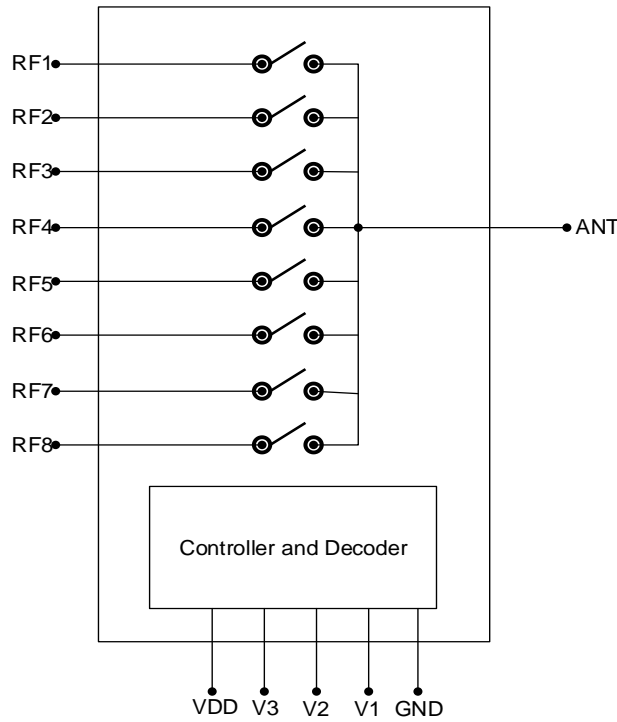 RF1
RF2
RF3
RF4
ANT
RF5
RF6
RF7
RF8
Controller and Decoder
VDD V3 V2 V1 GND